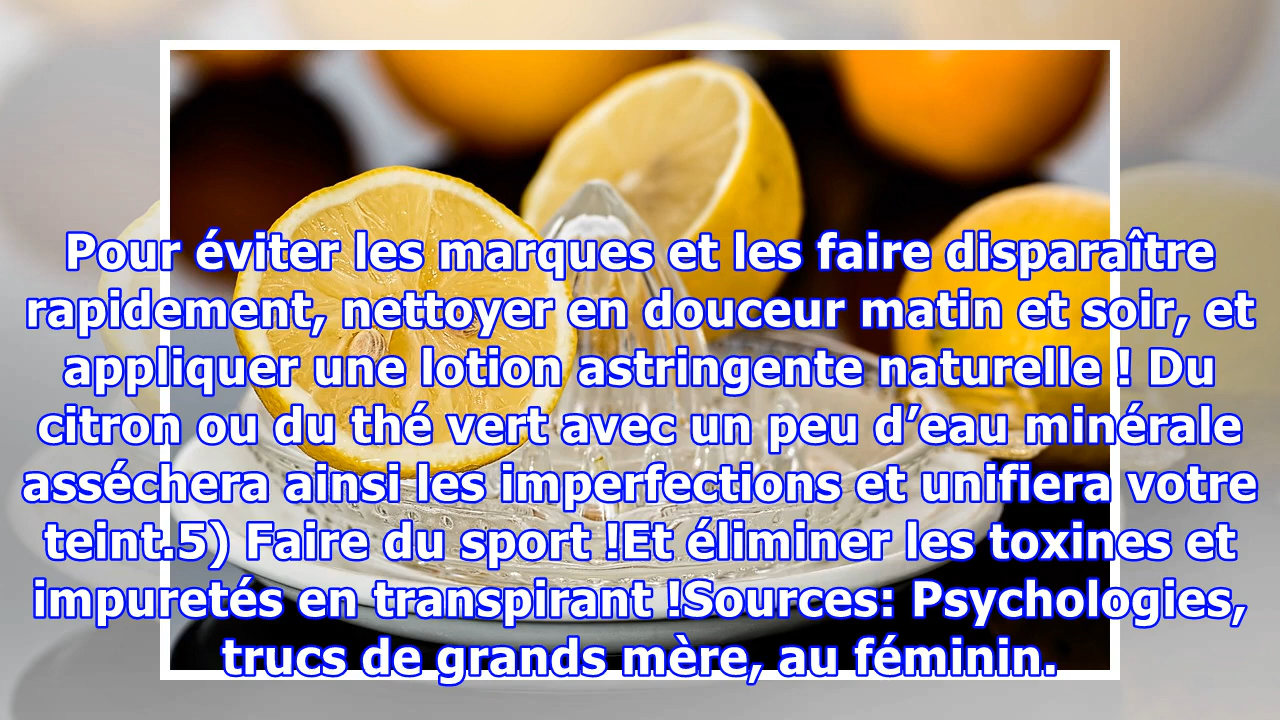 Pour éviter les marques et les faire disparaître
rapidement, nettoyer en douceur matin et soir, et
appliquer une lotion astringente naturelle ! Du
citron ou du thé vert avec un peu d’eau minérale
asséchera ainsi les imperfections et unifiera votre
teint.5) Faire du sport !Et éliminer les toxines et
impuretés en transpirant !Sources: Psychologies,
trucs de grands mère, au féminin.